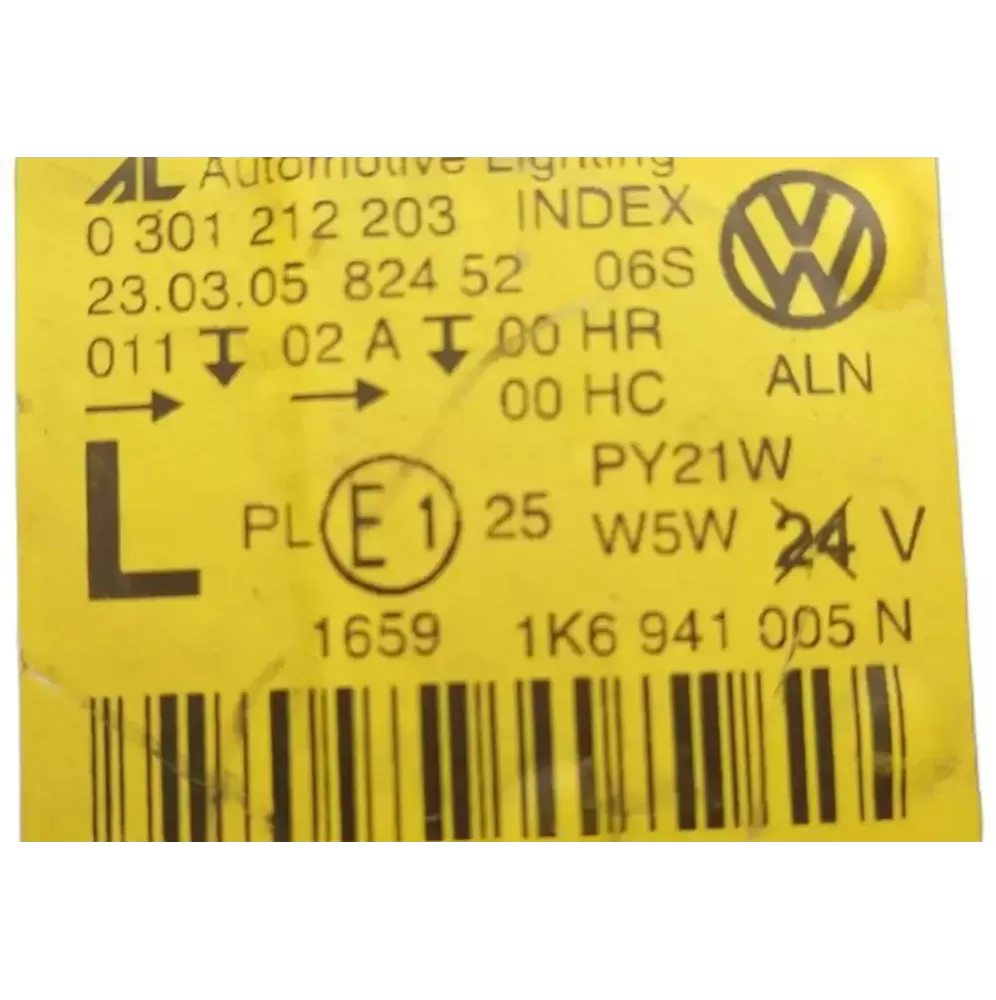 AL Automotive Lighting
0 301 212 203 INDEX
23.03.05 824 52 06S
011 02 A 00 HR
00 HC ALN
L PL E1 25 PY21W
W5W 24 V
1659 1K6 941 005 N